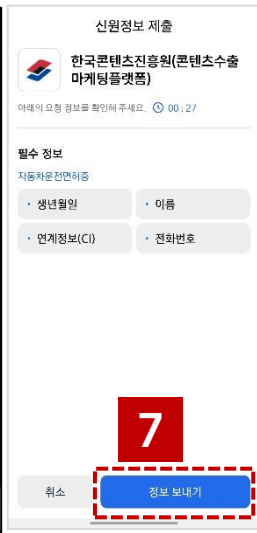 신원정보 제출
한국콘텐츠진흥원(콘텐츠수출
마케팅플랫폼)
아래의 요청 정보를 확인해 주세요. 00 : 27
필수 정보
자동차운전면허증
• 생년월일 • 이름
• 연계정보(CI) • 전화번호
7
취소 정보 보내기